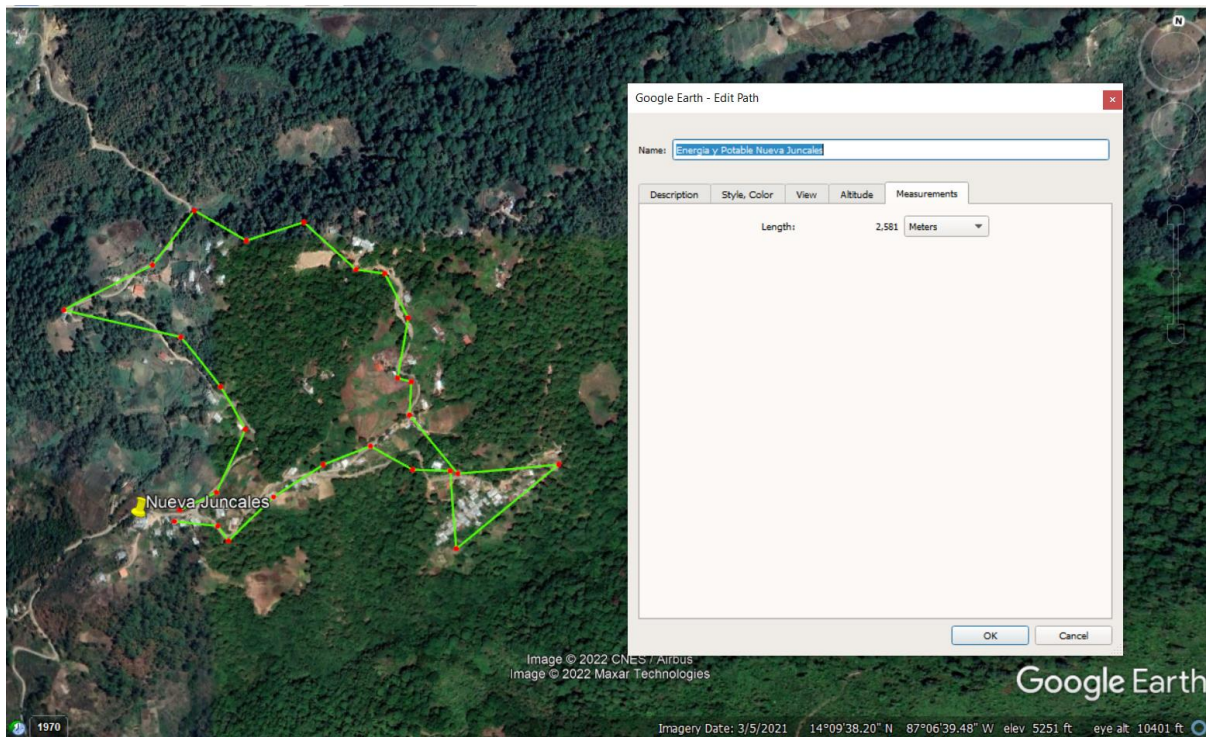 N
Google Earth - Edit Path
Name: Energia y Potable Nueva Juncales
Description Style, Color View Altitude Measurements
Length: 2,581 Meters
Nueva Juncales
OK Cancel
Image © 2022 CNES / Airbus
Image © 2022 Maxar Technologies
Google Earth
1970
Imagery Date: 3/5/2021 14°09'38.20" N 87°06'39.48" W elev 5251 ft eye alt 10401 ft